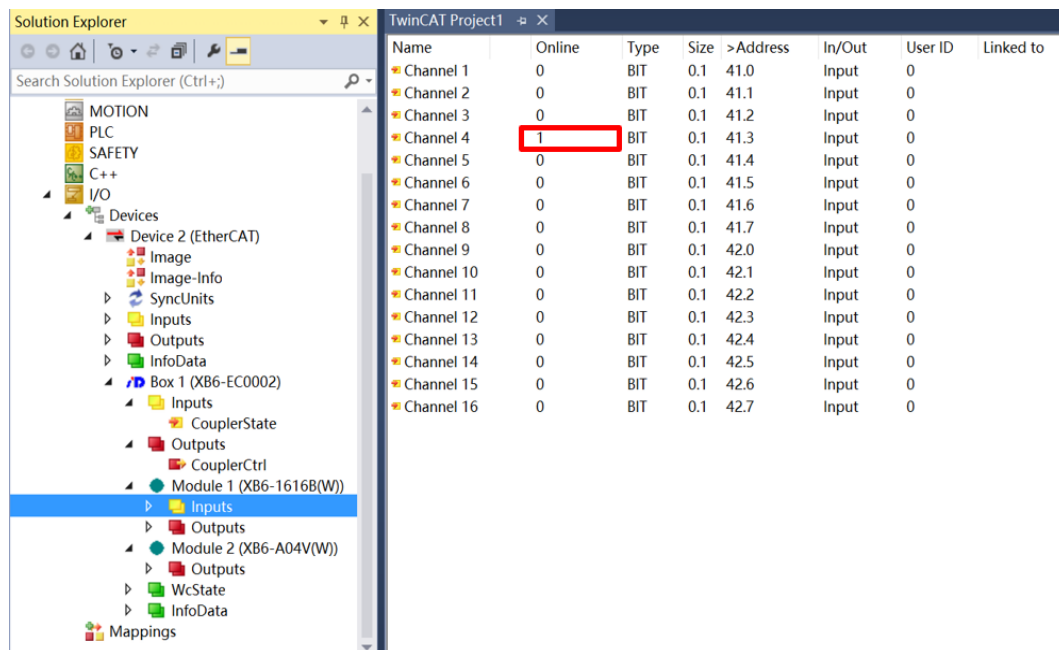 Solution Explorer
Search Solution Explorer (Ctrl+;)
MOTION
PLC
SAFETY
C++
I/O
Devices
Device 2 (EtherCAT)
Image
Image-Info
SyncUnits
Inputs
Outputs
InfoData
Box 1 (XB6-EC0002)
Inputs
CouplerState
Outputs
CouplerCtrl
Module 1 (XB6-1616B(W))
Inputs
Outputs
Module 2 (XB6-A04V(W))
Outputs
WcState
InfoData
Mappings
TwinCAT Project1
Name Online Type Size >Address In/Out User ID Linked to
Channel 1 0 BIT 0.1 41.0 Input 0
Channel 2 0 BIT 0.1 41.1 Input 0
Channel 3 0 BIT 0.1 41.2 Input 0
Channel 4 1 BIT 0.1 41.3 Input 0
Channel 5 0 BIT 0.1 41.4 Input 0
Channel 6 0 BIT 0.1 41.5 Input 0
Channel 7 0 BIT 0.1 41.6 Input 0
Channel 8 0 BIT 0.1 41.7 Input 0
Channel 9 0 BIT 0.1 42.0 Input 0
Channel 10 0 BIT 0.1 42.1 Input 0
Channel 11 0 BIT 0.1 42.2 Input 0
Channel 12 0 BIT 0.1 42.3 Input 0
Channel 13 0 BIT 0.1 42.4 Input 0
Channel 14 0 BIT 0.1 42.5 Input 0
Channel 15 0 BIT 0.1 42.6 Input 0
Channel 16 0 BIT 0.1 42.7 Input 0